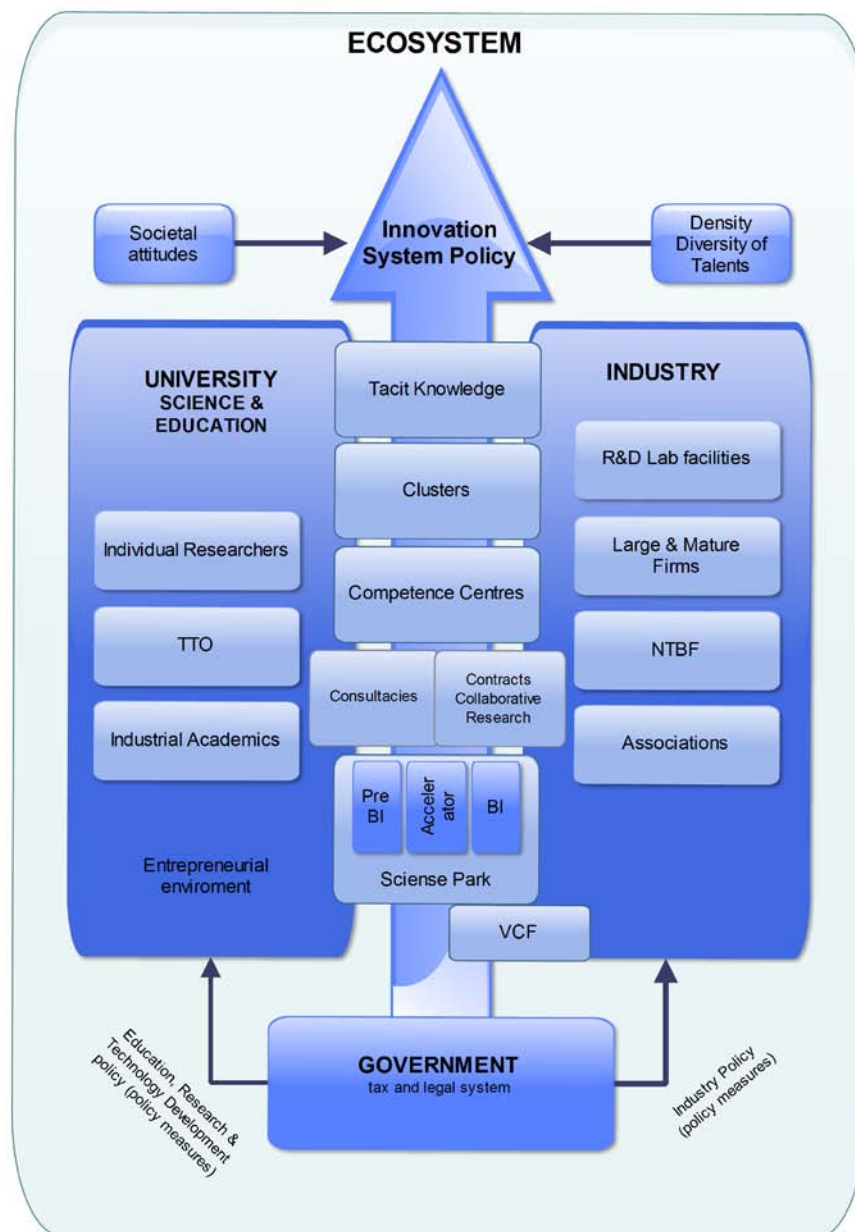 ECOSYSTEM
Innovation
System Policy
Societal
attitudes
Density
Diversity of
Talents
UNIVERSITY
SCIENCE &
EDUCATION
Individual Researchers
TTO
Industrial Academics
Entrepreneurial
enviroment
Tacit Knowledge
Clusters
Competence Centres
Consultacies
Contracts
Collaborative
Research
Pre
BI
Acceler
ator
BI
Sciense Park
VCF
INDUSTRY
R&D Lab facilities
Large & Mature
Firms
NTBF
Associations
GOVERNMENT
tax and legal system
Education, Research &
Technology Development
policy (policy measures)
Industry Policy
(policy measures)